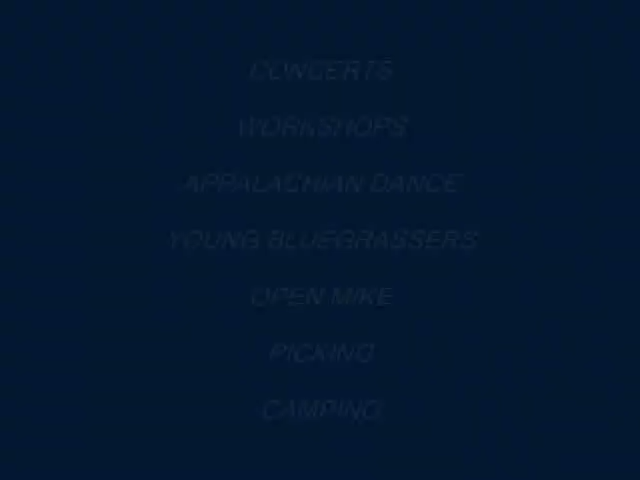 CONCERTS
WORKSHOPS
APPALACHIAN DANCE
YOUNG BLUEGRASSERS
OPEN MIKE
PICKING
CAMPING